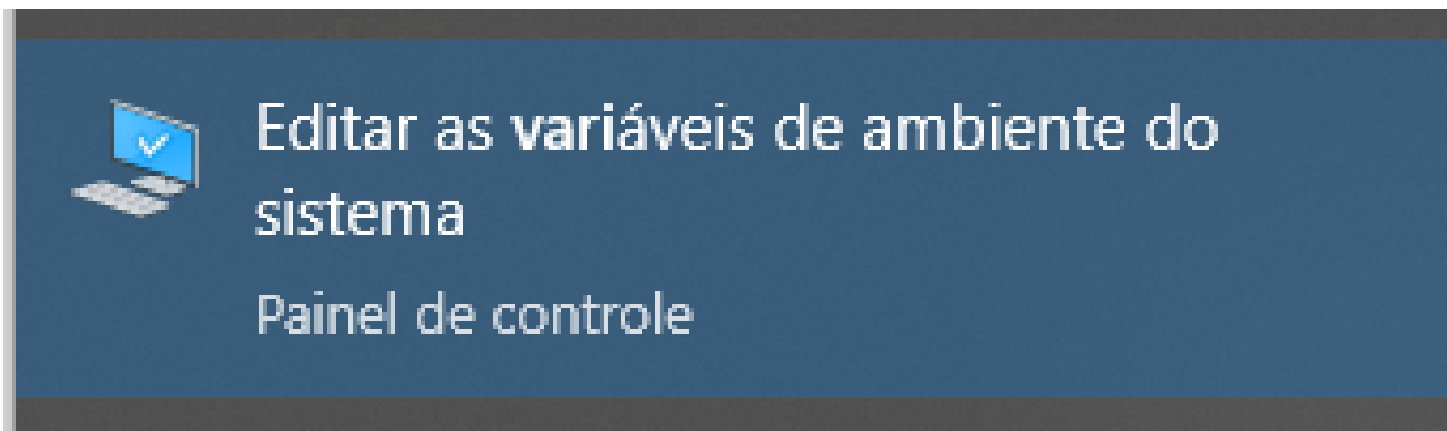 Editar as variáveis de ambiente do
sistema
Painel de controle